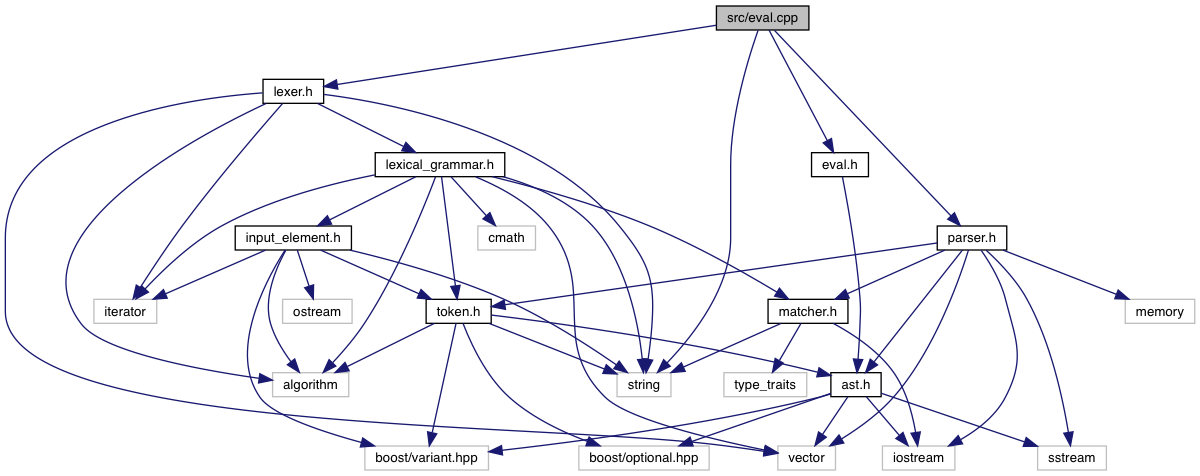 src/eval.cpp
lexer.h
lexical_grammar.h
eval.h
input_element.h
cmath
parser.h
iterator
ostream
token.h
matcher.h
memory
algorithm
string
type_traits
ast.h
boost/variant.hpp
boost/optional.hpp
vector
iostream
sstream